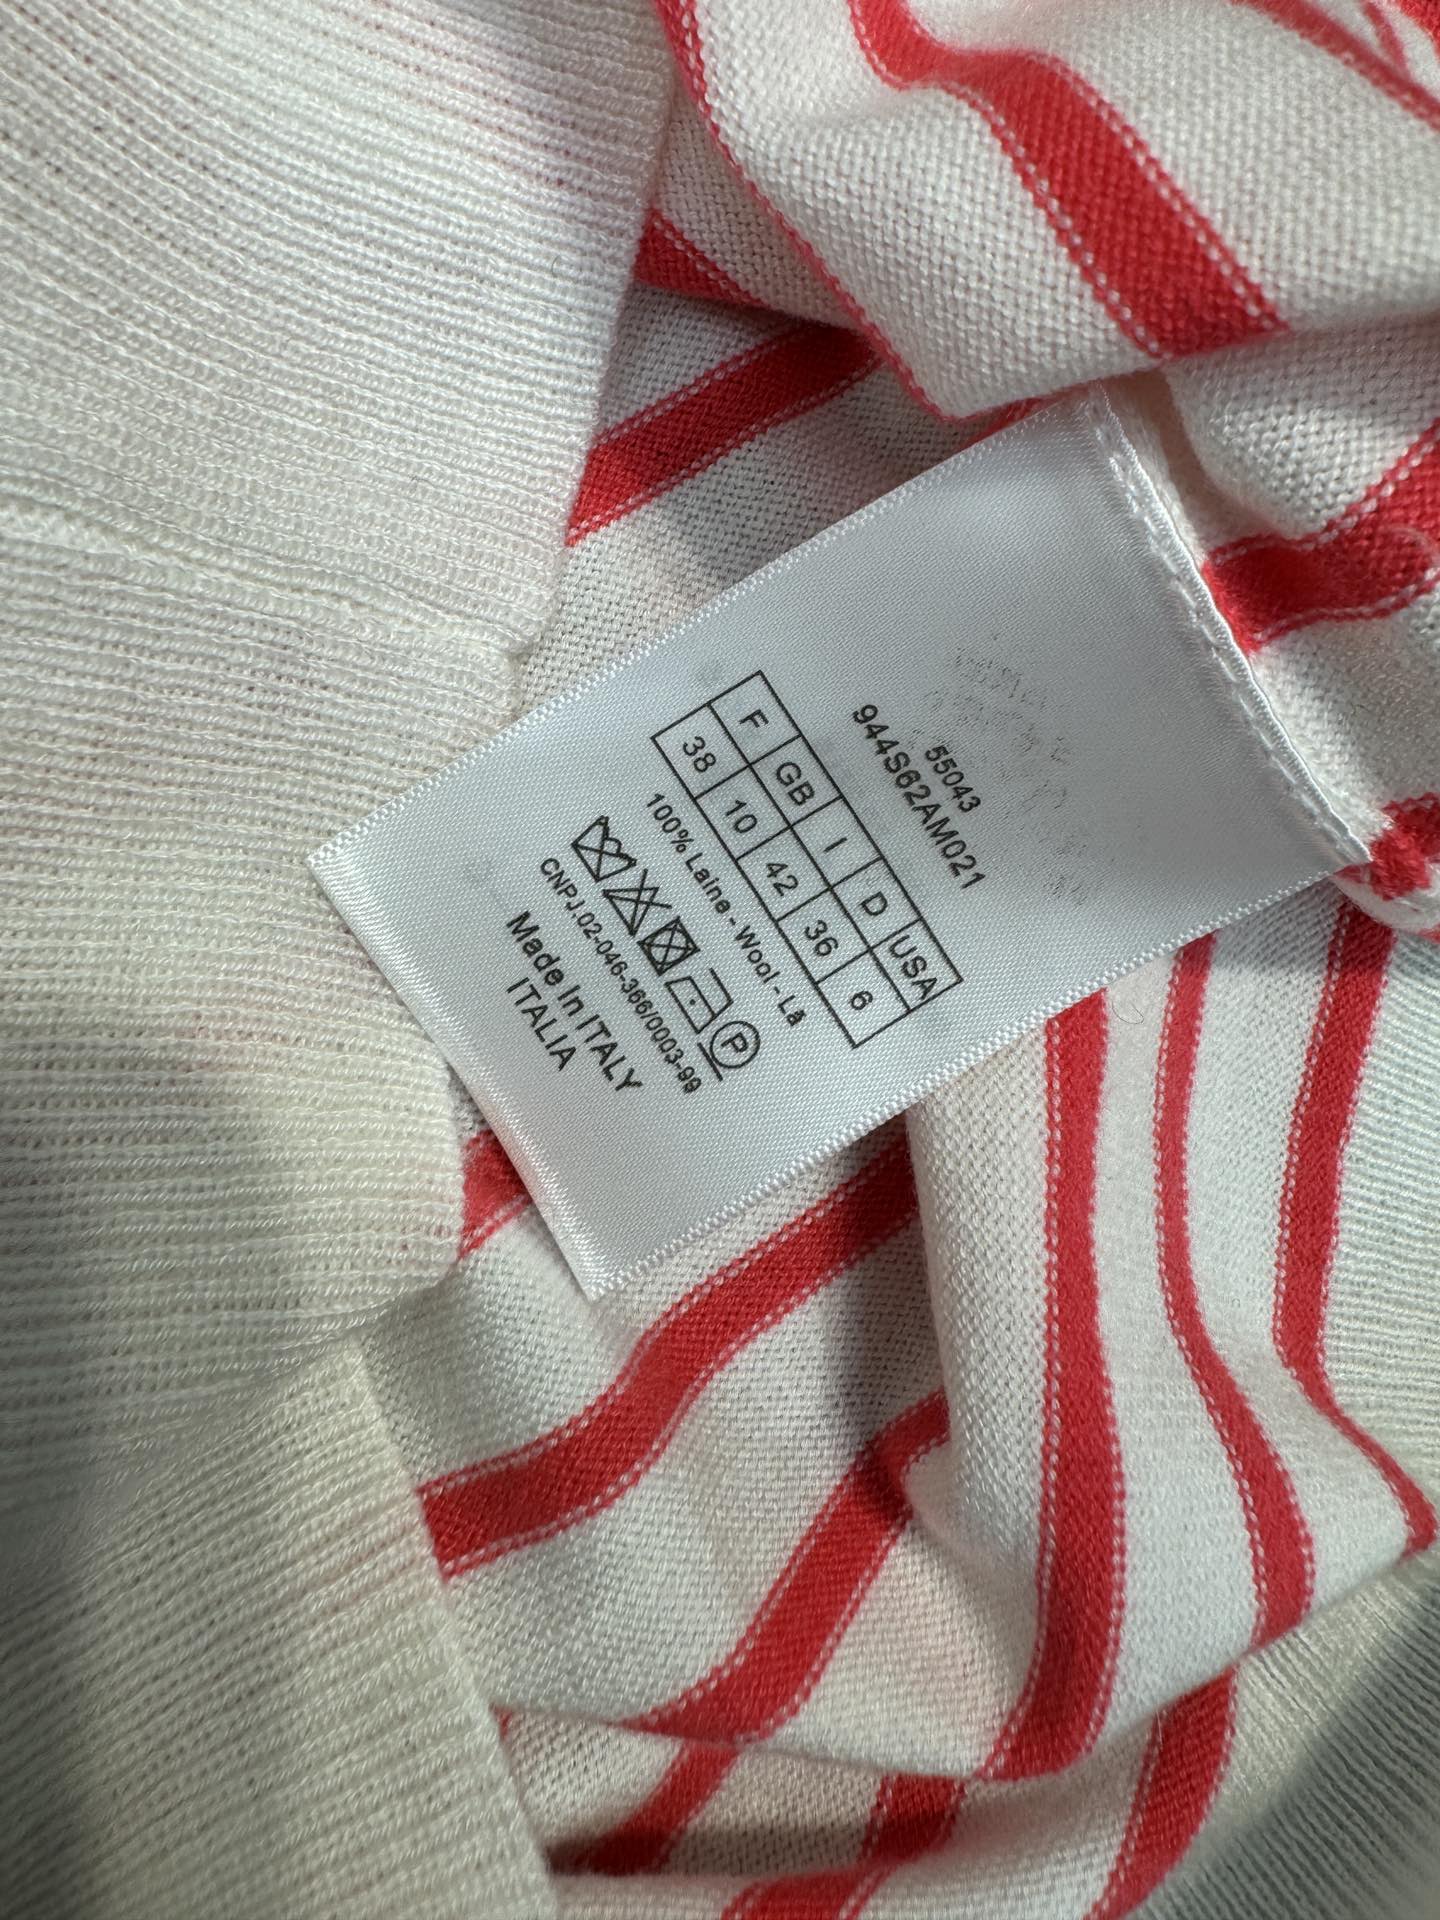 55043
944S62AM021
F GB I D USA
38 10 42 36 6
100% Laine - Wool - Lã
P
CNPJ.02-046-366/0003-99
Made In ITALY
ITALIA